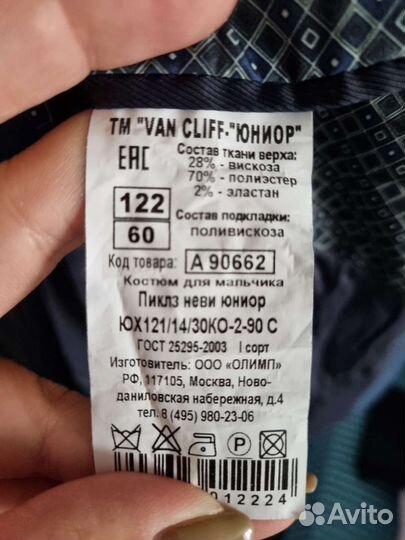 ТМ "VAN CLIFF-"ЮНИОР"
EAC
Состав ткани верха:
28% - вискоза
70% - полиэстер
2% - эластан
122
60
Состав подкладки:
поливискоза
Код товара: А 90662
Костюм для мальчика
Пиклз неви юниор
ЮХ121/14/30КО-2-90 С
ГОСТ 25295-2003 I сорт
Изготовитель: ООО «ОЛИМП»
РФ, 117105, Москва, Ново-
даниловская набережная, д.4
тел. 8 (495) 980-23-06
P
12224
Avito